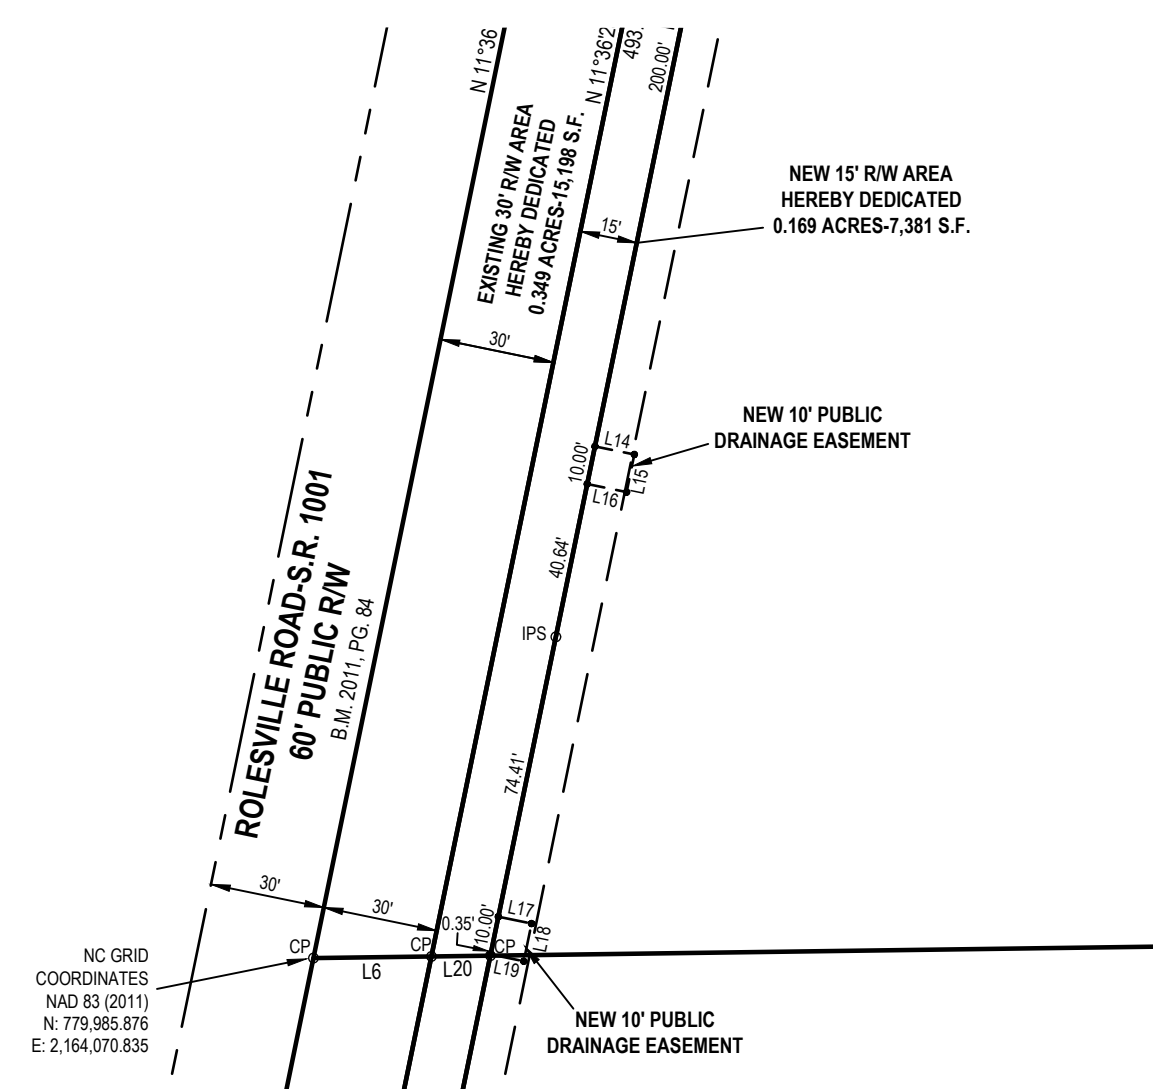 N 11°36
N 11°36'2
493.
200.00'
EXISTING 30' R/W AREA
HEREBY DEDICATED
0.349 ACRES-15,198 S.F.
NEW 15' R/W AREA
HEREBY DEDICATED
0.169 ACRES-7,381 S.F.
15'
30'
NEW 10' PUBLIC
DRAINAGE EASEMENT
L14
10.00'
L15
L16
ROLESVILLE ROAD-S.R. 1001
60' PUBLIC R/W
B.M. 2011, PG. 84
40.64'
IPS
74.41'
30'
30'
0.35'
10.00'
L17
L18
CP
CP
CP
L6
L20
L19
NC GRID
COORDINATES
NAD 83 (2011)
N: 779,985.876
E: 2,164,070.835
NEW 10' PUBLIC
DRAINAGE EASEMENT